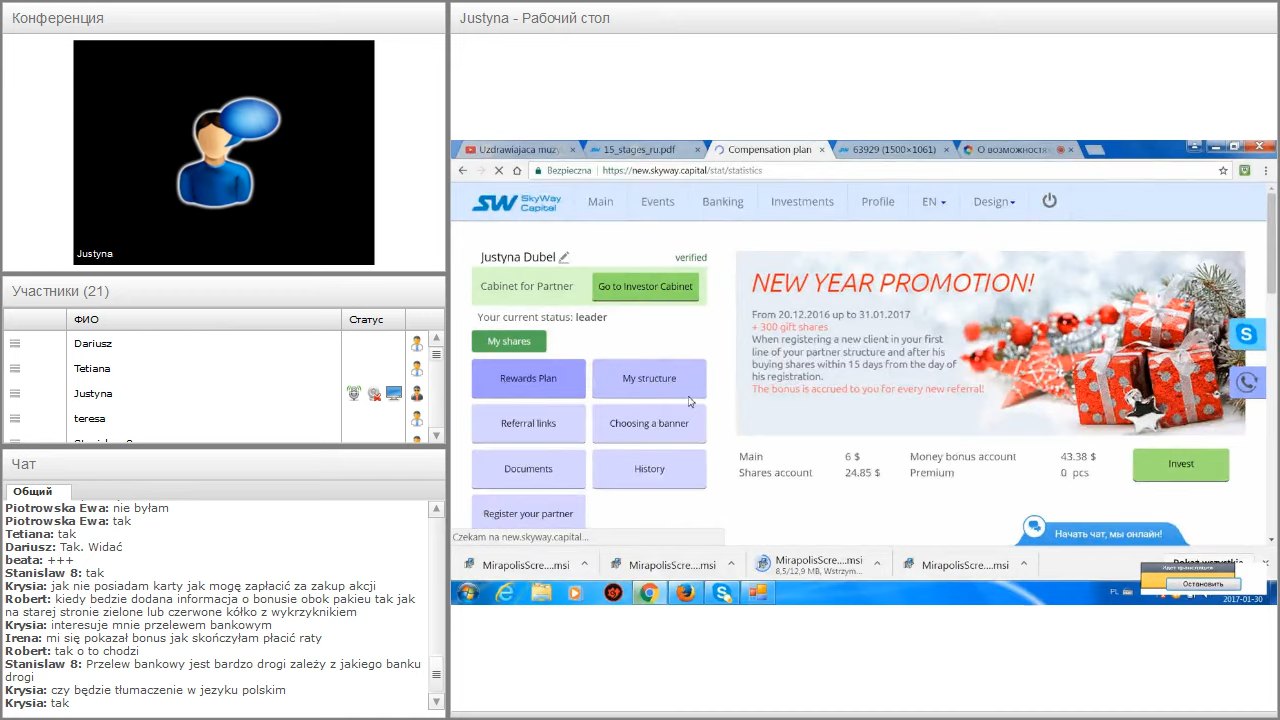 Конференция
Justyna
Участники (21)
ФИО
Статус
Dariusz
Tetiana
Justyna
teresa
Чат
Общий
Piotrowska Ewa: nie byłam
Piotrowska Ewa: tak
Tetiana: tak
Dariusz: Tak. Widać
beata: +++
Stanislaw 8: tak
Krysia: jak nie posiadam karty jak mogę zapłacić za zakup akcji
Robert: kiedy bedzie dodana informacja o bonusie obok pakieu tak jak
na starej stronie zielone lub czerwone kółko z wykrzyknikiem
Krysia: interesuje mnie przelewem bankowym
Irena: mi się pokazał bonus jak skończyłam płacić raty
Robert: tak o to chodzi
Stanislaw 8: Przelew bankowy jest bardzo drogi zależy z jakiego banku
drogi
Krysia: czy będzie tłumaczenie w jezyku polskim
Krysia: tak
Justyna - Рабочий стол
Uzdrawiajaca muzy
15_stages_ru.pdf
Compensation plan
63929 (1500×1061)
О возможностя
Bezpieczna
https://new.skyway.capital/stat/statistics
SW SkyWay
Capital
Main
Events
Banking
Investments
Profile
EN
Design
Justyna Dubel
verified
Cabinet for Partner
Go to Investor Cabinet
Your current status: leader
My shares
Rewards Plan
My structure
Referral links
Choosing a banner
Documents
History
Register your partner
NEW YEAR PROMOTION!
From 20.12.2016 up to 31.01.2017
+ 300 gift shares
When registering a new client in your first
line of your partner structure and after his
buying shares within 15 days from the day of
his registration.
The bonus is accrued to you for every new referral!
Main
6 $
Money bonus account
43.38 $
Shares account
24.85 $
Premium
0 pcs
Invest
Начать чат, мы онлайн!
Czekam na new.skyway.capital...
MirapolisScre....msi
MirapolisScre....msi
MirapolisScre....msi
8,5/12,9 MB, Wstrzym...
MirapolisScre....msi
Остановить
PL
2017-01-30